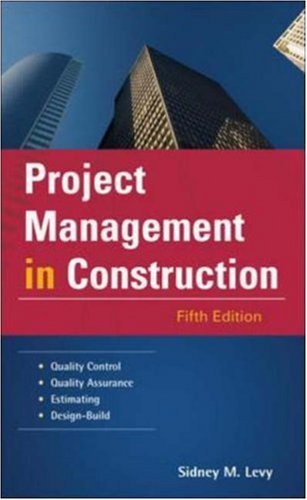 Project
Management
in Construction
Fifth Edition
• Quality Control
• Quality Assurance
• Estimating
• Design-Build
Sidney M. Levy